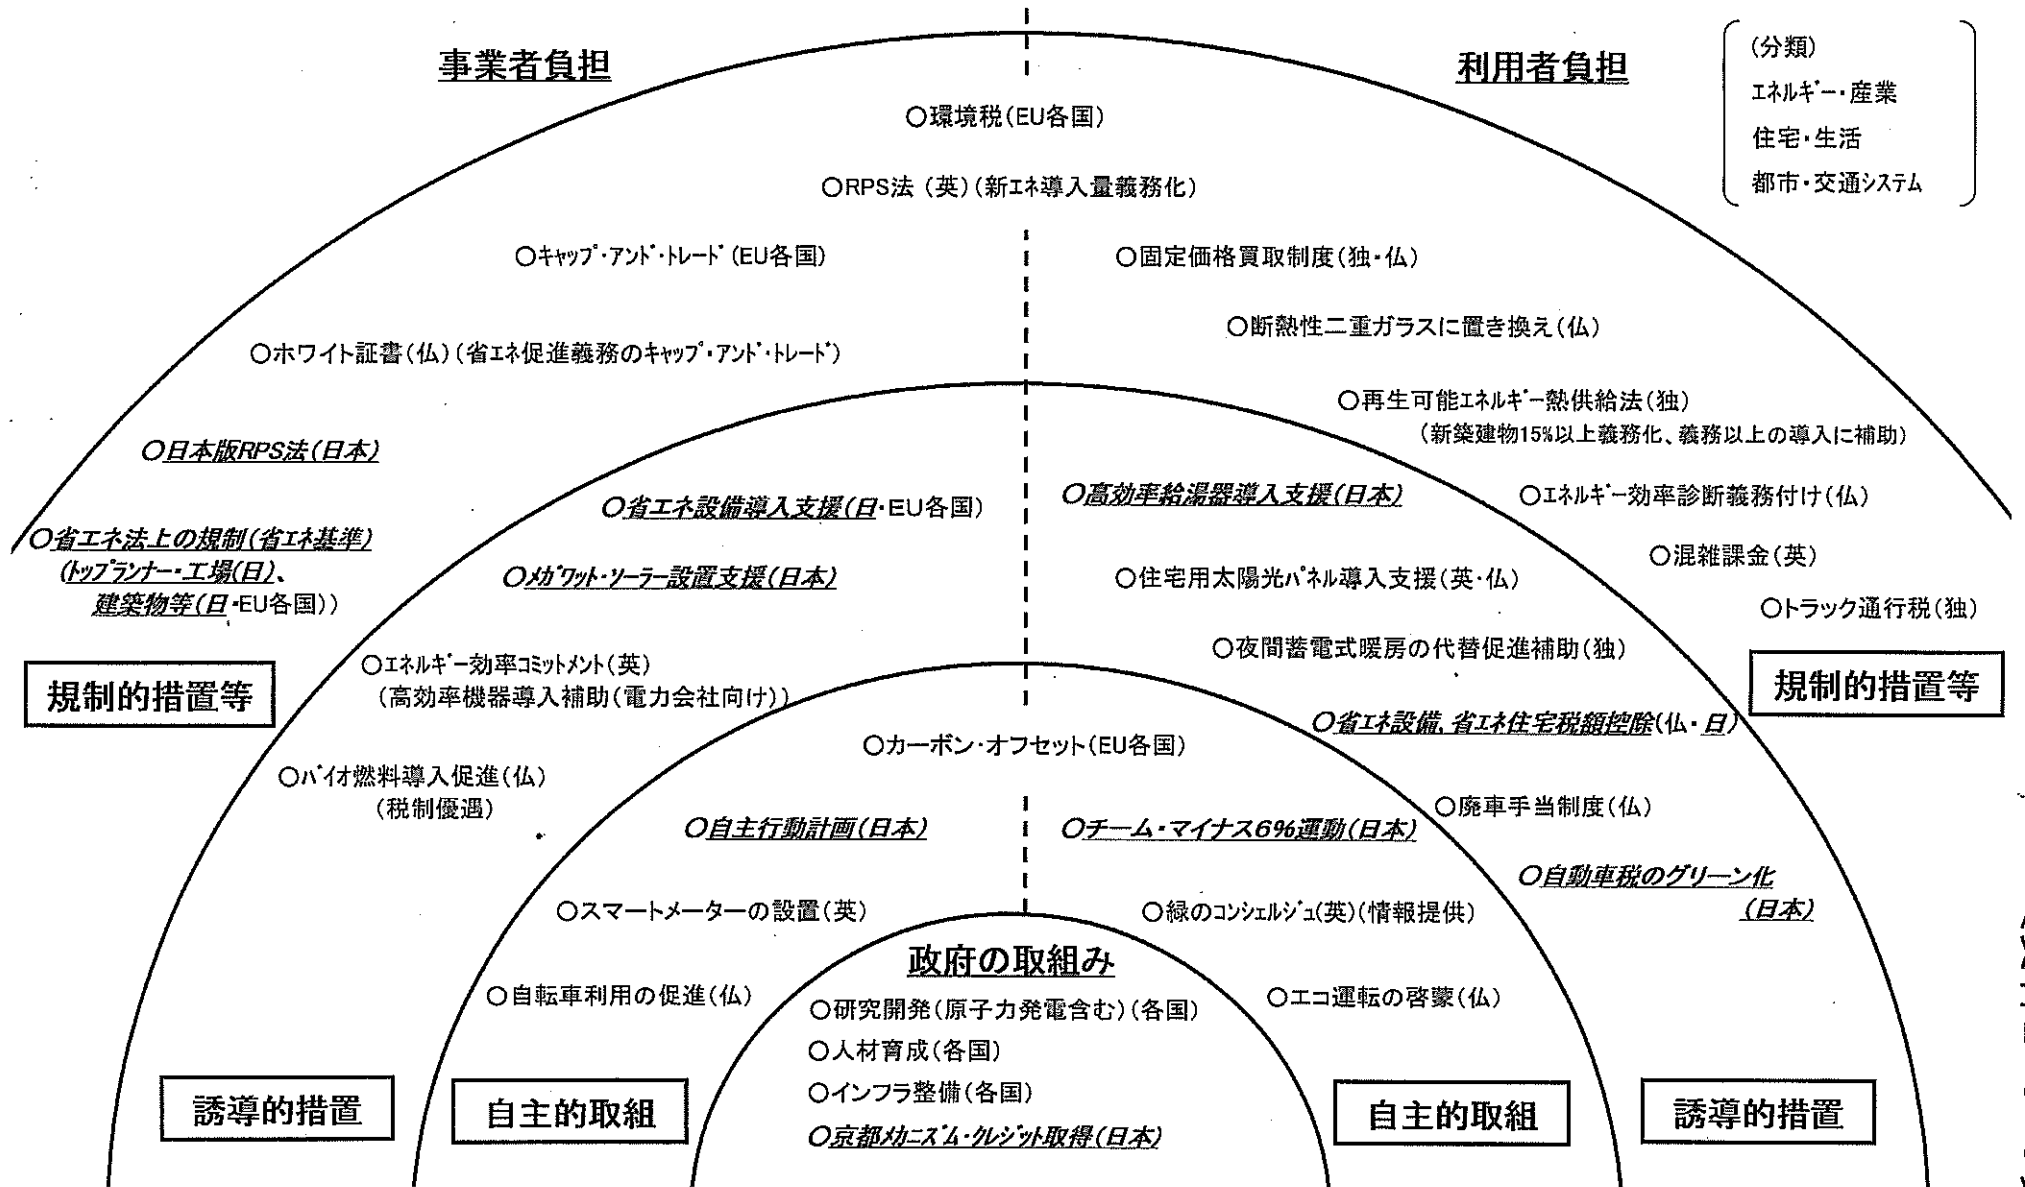 事業者負担
利用者負担
(分類)
エネルギー・産業
住宅・生活
都市・交通システム
○環境税(EU各国)
○RPS法 (英) (新エネ導入量義務化)
○キャップ・アンド・トレード (EU各国)
○固定価格買取制度(独・仏)
○断熱性二重ガラスに置き換え(仏)
○ホワイト証書(仏) (省エネ促進義務のキャップ・アンド・トレード)
○再生可能エネルギー熱供給法(独)
(新築建物15%以上義務化、義務以上の導入に補助)
○日本版RPS法(日本)
○省エネ設備導入支援(日・EU各国)
○高効率給湯器導入支援(日本)
○エネルギー効率診断義務付け(仏)
○省エネ法上の規制(省エネ基準)
(トップランナー・工場(日)、
建築物等(日・EU各国))
○メガワット・ソーラー設置支援(日本)
○住宅用太陽光パネル導入支援(英・仏)
○混雑課金(英)
○トラック通行税(独)
○エネルギー効率コミットメント(英)
(高効率機器導入補助(電力会社向け))
○夜間蓄電式暖房の代替促進補助(独)
規制的措置等
規制的措置等
○省エネ設備、省エネ住宅税額控除(仏・日)
○カーボン・オフセット(EU各国)
○バイオ燃料導入促進(仏)
(税制優遇)
○廃車手当制度(仏)
○自主行動計画(日本)
○チーム・マイナス6%運動(日本)
○自動車税のグリーン化
(日本)
○スマートメーターの設置(英)
○緑のコンシェルジュ(英)(情報提供)
政府の取組み
○自転車利用の促進(仏)
○エコ運転の啓蒙(仏)
○研究開発(原子力発電含む) (各国)
○人材育成(各国)
○インフラ整備(各国)
○京都メカニズム・クレジット取得(日本)
誘導的措置
自主的取組
自主的取組
誘導的措置